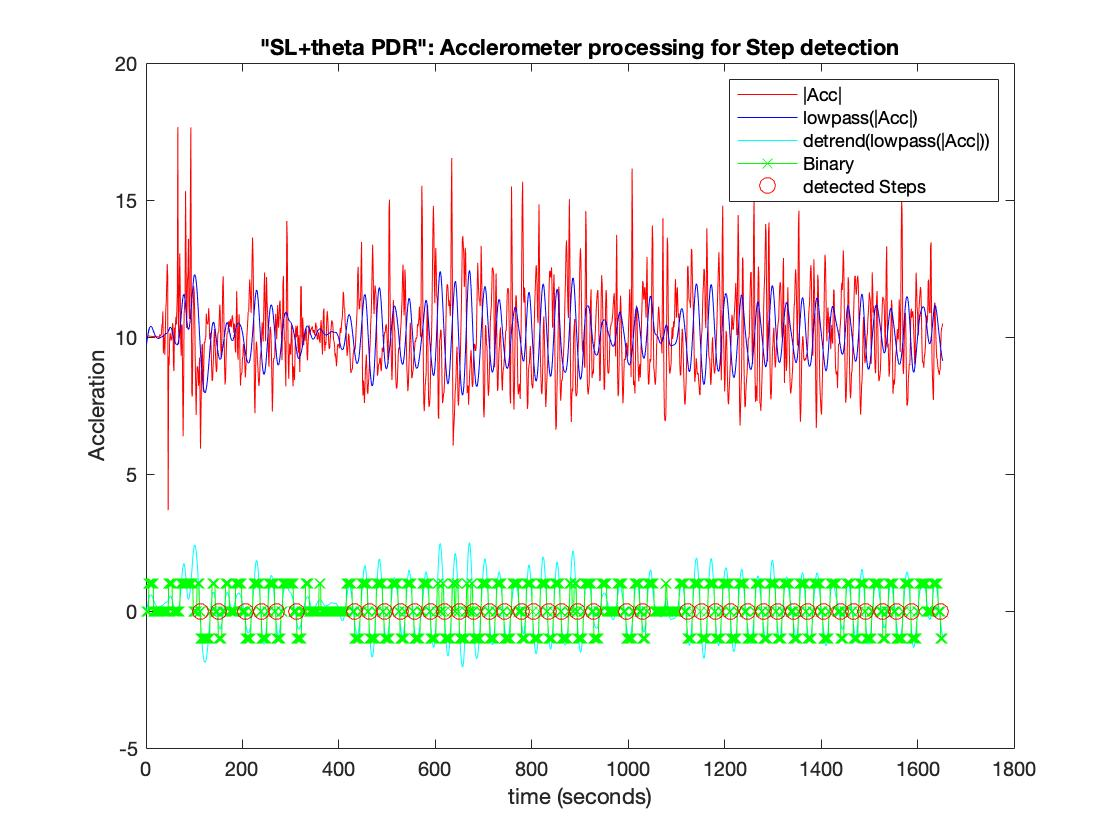 "SL+theta PDR": Acclerometer processing for Step detection
20
15
10
5
0
-5
Accleration
|Acc|
lowpass(|Acc|)
detrend(lowpass(|Acc|))
Binary
detected Steps
0 200 400 600 800 1000 1200 1400 1600 1800
time (seconds)